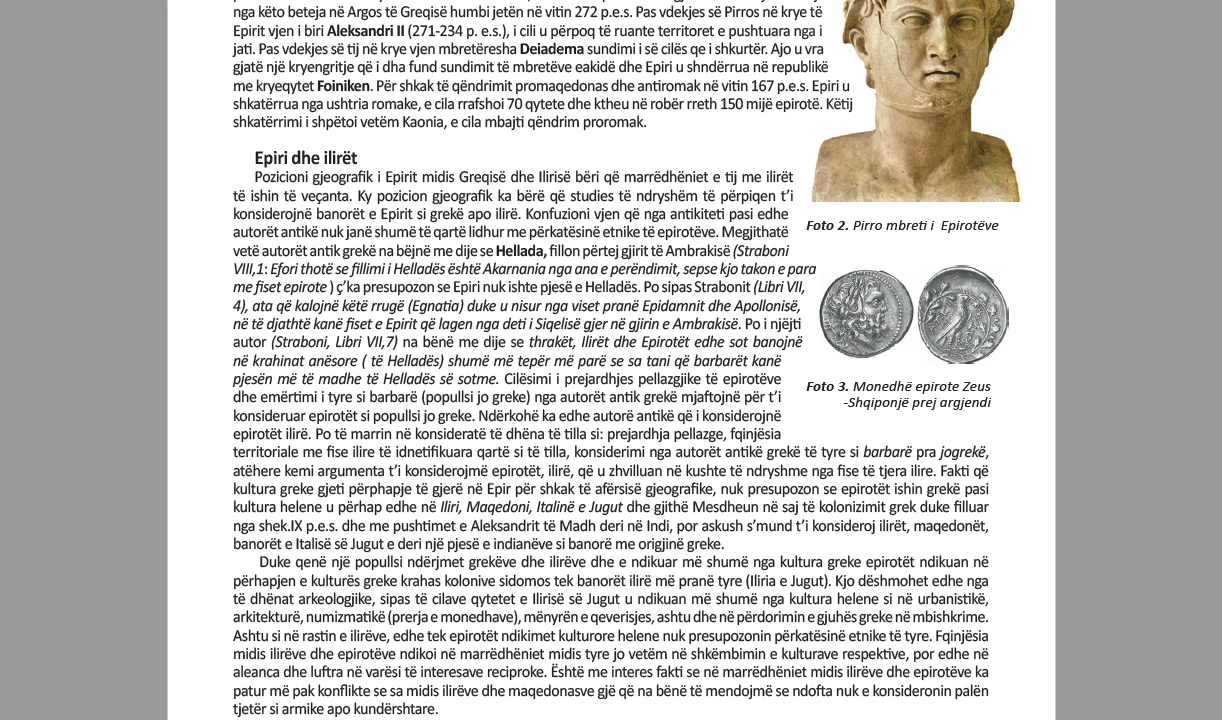 nga këto beteja në Argos të Greqisë humbi jetën në vitin 272 p.e.s. Pas vdekjes së Pirros në krye të
Epirit vjen i biri Aleksandri II (271-234 p. e.s.), i cili u përpoq të ruante territoret e pushtuara nga i
jati. Pas vdekjes së tij në krye vjen mbretëresha Deiadema sundimi i së cilës qe i shkurtër. Ajo u vra
gjatë një kryengritje që i dha fund sundimit të mbretëve eakidë dhe Epiri u shndërrua në republikë
me kryeqytet Foiniken. Për shkak të qëndrimit promaqedonas dhe antiromak në vitin 167 p.e.s. Epiri u
shkatërrua nga ushtria romake, e cila rrafshoi 70 qytete dhe ktheu në robër rreth 150 mijë epirotë. Këtij
shkatërrimi i shpëtoi vetëm Kaonia, e cila mbajti qëndrim proromak.
Epiri dhe ilirët
Pozicioni gjeografik i Epirit midis Greqisë dhe Ilirisë bëri që marrëdhëniet e tij me ilirët
të ishin të veçanta. Ky pozicion gjeografik ka bërë që studies të ndryshëm të përpiqen t’i
konsiderojnë banorët e Epirit si grekë apo ilirë. Konfuzioni vjen që nga antikiteti pasi edhe
autorët antikë nuk janë shumë të qartë lidhur me përkatësinë etnike të epirotëve. Megjithatë
vetë autorët antik grekë na bëjnë me dije se Hellada, fillon përtej gjirit të Ambrakisë (Straboni
VIII,1: Efori thotë se fillimi i Helladës është Akarnania nga ana e perëndimit, sepse kjo takon e para
me fiset epirote ) ç’ka presupozon se Epiri nuk ishte pjesë e Helladës. Po sipas Strabonit (Libri VII,
4), ata që kalojnë këtë rrugë (Egnatia) duke u nisur nga viset pranë Epidamnit dhe Apollonisë,
në të djathtë kanë fiset e Epirit që lagen nga deti i Siqelisë gjer në gjirin e Ambrakisë. Po i njëjti
autor (Straboni, Libri VII,7) na bënë me dije se thrakët, Ilirët dhe Epirotët edhe sot banojnë
në krahinat anësore ( të Helladës) shumë më tepër më parë se sa tani që barbarët kanë
pjesën më të madhe të Helladës së sotme. Cilësimi i prejardhjes pellazgjike të epirotëve
dhe emërtimi i tyre si barbarë (popullsi jo greke) nga autorët antik grekë mjaftojnë për t’i
konsideruar epirotët si popullsi jo greke. Ndërkohë ka edhe autorë antikë që i konsiderojnë
epirotët ilirë. Po të marrin në konsideratë të dhëna të tilla si: prejardhja pellazge, fqinjësia
territoriale me fise ilire të idnetifikuara qartë si të tilla, konsiderimi nga autorët antikë grekë të tyre si barbarë pra jogrekë,
atëhere kemi argumenta t’i konsiderojmë epirotët, ilirë, që u zhvilluan në kushte të ndryshme nga fise të tjera ilire. Fakti që
kultura greke gjeti përphapje të gjerë në Epir për shkak të afërsisë gjeografike, nuk presupozon se epirotët ishin grekë pasi
kultura helene u përhap edhe në Iliri, Maqedoni, Italinë e Jugut dhe gjithë Mesdheun në saj të kolonizimit grek duke filluar
nga shek.IX p.e.s. dhe me pushtimet e Aleksandrit të Madh deri në Indi, por askush s’mund t’i konsideroj ilirët, maqedonët,
banorët e Italisë së Jugut e deri një pjesë e indianëve si banorë me origjinë greke.
Duke qenë një popullsi ndërjmet grekëve dhe ilirëve dhe e ndikuar më shumë nga kultura greke epirotët ndikuan në
përhapjen e kulturës greke krahas kolonive sidomos tek banorët ilirë më pranë tyre (Iliria e Jugut). Kjo dëshmohet edhe nga
të dhënat arkeologjike, sipas të cilave qytetet e Ilirisë së Jugut u ndikuan më shumë nga kultura helene si në urbanistikë,
arkitekturë, numizmatikë (prerja e monedhave), mënyrën e qeverisjes, ashtu dhe në përdorimin e gjuhës greke në mbishkrime.
Ashtu si në rastin e ilirëve, edhe tek epirotët ndikimet kulturore helene nuk presupozonin përkatësinë etnike të tyre. Fqinjësia
midis ilirëve dhe epirotëve ndikoi në marrëdhëniet midis tyre jo vetëm në shkëmbimin e kulturave respektive, por edhe në
aleanca dhe luftra në varësi të interesave reciproke. Është me interes fakti se në marrëdhëniet midis ilirëve dhe epirotëve ka
patur më pak konflikte se sa midis ilirëve dhe maqedonasve gjë që na bënë të mendojmë se ndofta nuk e konsideronin palën
tjetër si armike apo kundërshtare.
Foto 2. Pirro mbreti i Epirotëve
Foto 3. Monedhë epirote Zeus
-Shqiponjë prej argjendi